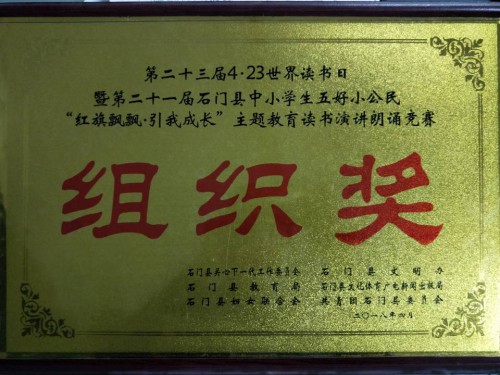 第二十三届4·23世界读书日
暨第二十一届石门县中小学生五好小公民
“红旗飘飘·引我成长”主题教育读书演讲朗诵竞赛
组织奖
石门县关心下一代工作委员会 石门县文明办
石门县教育局 石门县文化体育广电新闻出版局
石门县妇女联合会 共青团石门县委员会
二〇一八年四月